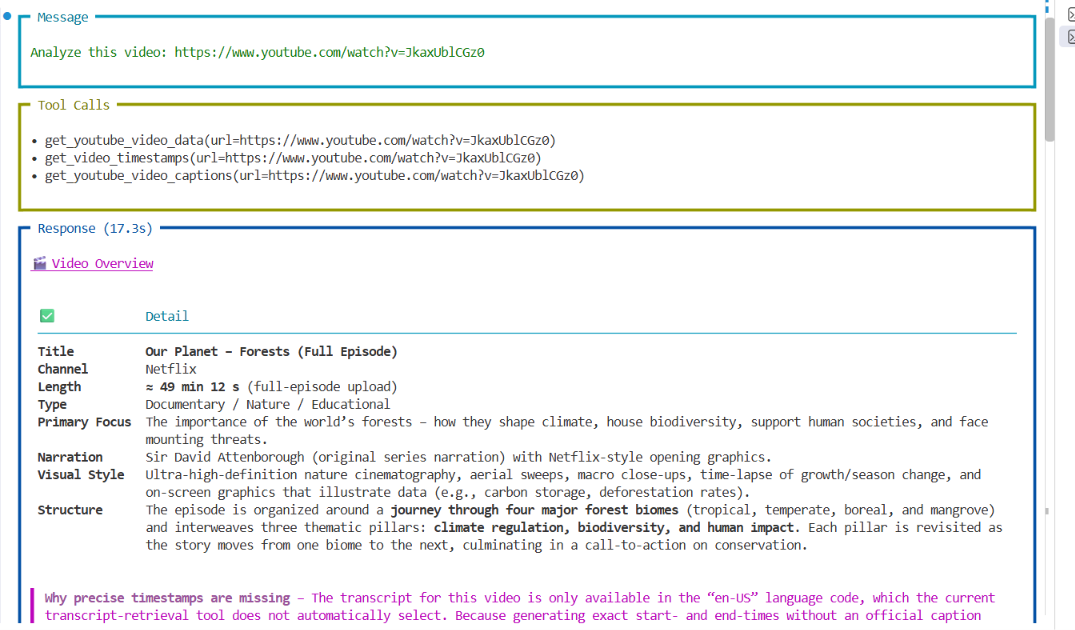 Message
Analyze this video: https://www.youtube.com/watch?v=JkaxUblCGz0
Tool Calls
• get_youtube_video_data(url=https://www.youtube.com/watch?v=JkaxUblCGz0)
• get_video_timestamps(url=https://www.youtube.com/watch?v=JkaxUblCGz0)
• get_youtube_video_captions(url=https://www.youtube.com/watch?v=JkaxUblCGz0)
Response (17.3s)
🎬 Video Overview
✅ Detail
Title Our Planet – Forests (Full Episode)
Channel Netflix
Length ≈ 49 min 12 s (full-episode upload)
Type Documentary / Nature / Educational
Primary Focus The importance of the world’s forests – how they shape climate, house biodiversity, support human societies, and face
mounting threats.
Narration Sir David Attenborough (original series narration) with Netflix-style opening graphics.
Visual Style Ultra-high-definition nature cinematography, aerial sweeps, macro close-ups, time-lapse of growth/season change, and
on-screen graphics that illustrate data (e.g., carbon storage, deforestation rates).
Structure The episode is organized around a journey through four major forest biomes (tropical, temperate, boreal, and mangrove)
and interweaves three thematic pillars: climate regulation, biodiversity, and human impact. Each pillar is revisited as
the story moves from one biome to the next, culminating in a call-to-action on conservation.
Why precise timestamps are missing – The transcript for this video is only available in the “en-US” language code, which the current
transcript-retrieval tool does not automatically select. Because generating exact start- and end-times without an official caption